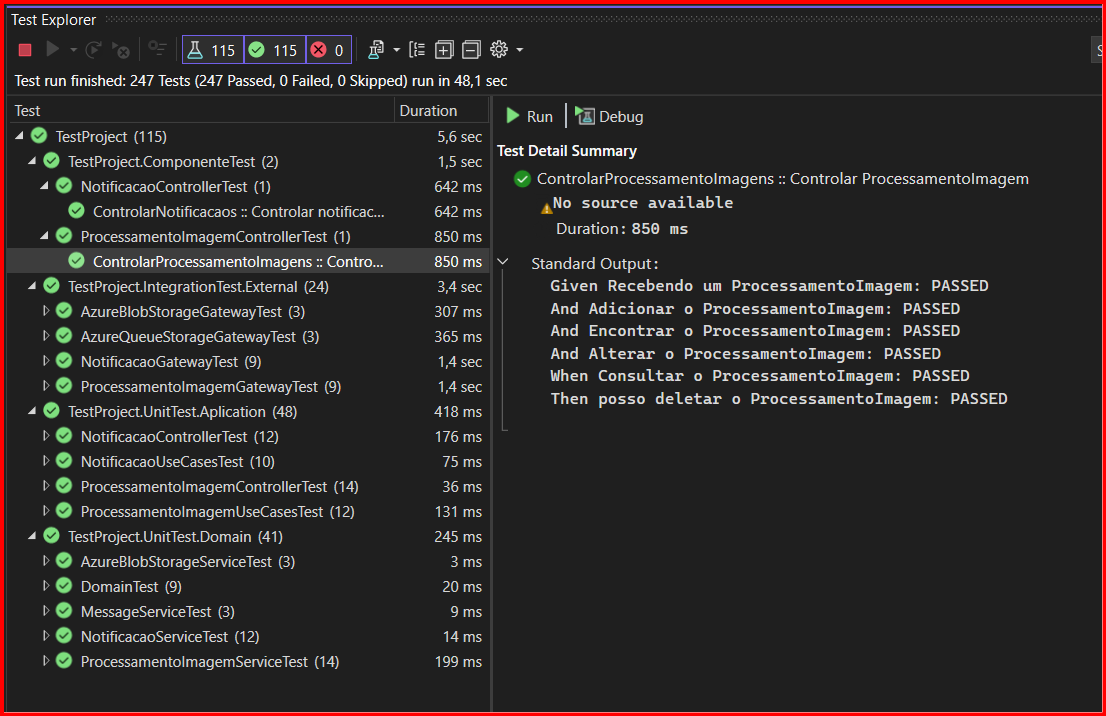 Test Explorer
115 115 0
Test run finished: 247 Tests (247 Passed, 0 Failed, 0 Skipped) run in 48,1 sec
Test Duration
TestProject (115) 5,6 sec
TestProject.ComponenteTest (2) 1,5 sec
NotificacaoControllerTest (1) 642 ms
ControlarNotificacaos :: Controlar notificac... 642 ms
ProcessamentoImagemControllerTest (1) 850 ms
ControlarProcessamentoImagens :: Contro... 850 ms
TestProject.IntegrationTest.External (24) 3,4 sec
AzureBlobStorageGatewayTest (3) 307 ms
AzureQueueStorageGatewayTest (3) 365 ms
NotificacaoGatewayTest (9) 1,4 sec
ProcessamentoImagemGatewayTest (9) 1,4 sec
TestProject.UnitTest.Aplication (48) 418 ms
NotificacaoControllerTest (12) 176 ms
NotificacaoUseCasesTest (10) 75 ms
ProcessamentoImagemControllerTest (14) 36 ms
ProcessamentoImagemUseCasesTest (12) 131 ms
TestProject.UnitTest.Domain (41) 245 ms
AzureBlobStorageServiceTest (3) 3 ms
DomainTest (9) 20 ms
MessageServiceTest (3) 9 ms
NotificacaoServiceTest (12) 14 ms
ProcessamentoImagemServiceTest (14) 199 ms
Run Debug
Test Detail Summary
ControlarProcessamentoImagens :: Controlar ProcessamentoImagem
No source available
Duration: 850 ms
Standard Output:
Given Recebendo um ProcessamentoImagem: PASSED
And Adicionar o ProcessamentoImagem: PASSED
And Encontrar o ProcessamentoImagem: PASSED
And Alterar o ProcessamentoImagem: PASSED
When Consultar o ProcessamentoImagem: PASSED
Then posso deletar o ProcessamentoImagem: PASSED